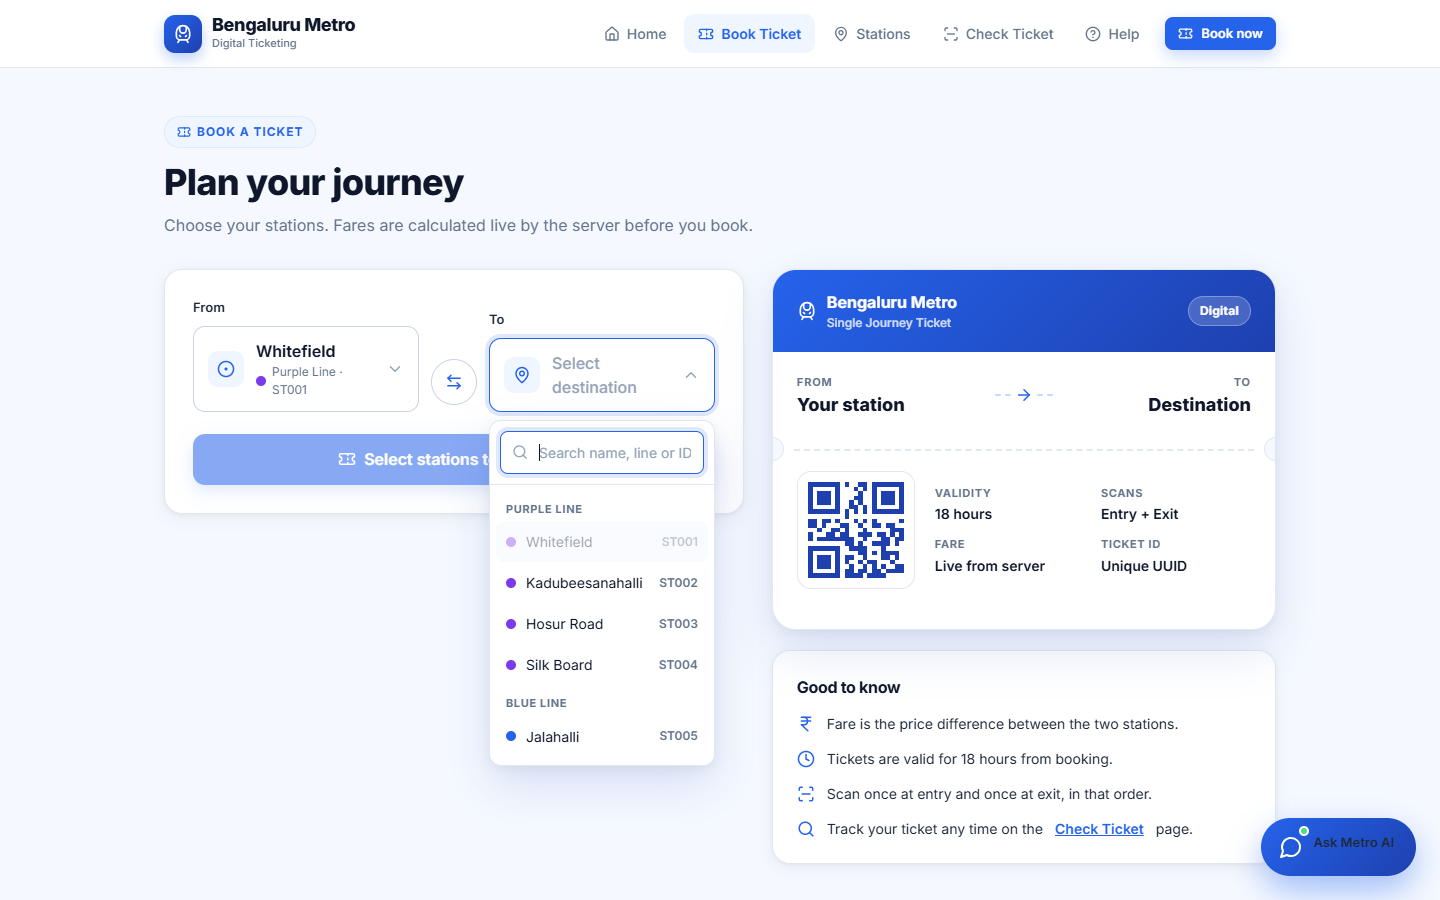 Bengaluru Metro
Digital Ticketing
Home
Book Ticket
Stations
Check Ticket
Help
Book now
BOOK A TICKET
Plan your journey
Choose your stations. Fares are calculated live by the server before you book.
From
Whitefield
Purple Line ·
ST001
To
Select
destination
Select stations t
Search name, line or ID
PURPLE LINE
Whitefield ST001
Kadubeesanahalli ST002
Hosur Road ST003
Silk Board ST004
BLUE LINE
Jalahalli ST005
Bengaluru Metro
Single Journey Ticket
Digital
FROM
Your station
TO
Destination
VALIDITY
18 hours
SCANS
Entry + Exit
FARE
Live from server
TICKET ID
Unique UUID
Good to know
Fare is the price difference between the two stations.
Tickets are valid for 18 hours from booking.
Scan once at entry and once at exit, in that order.
Track your ticket any time on the Check Ticket page.
Ask Metro AI